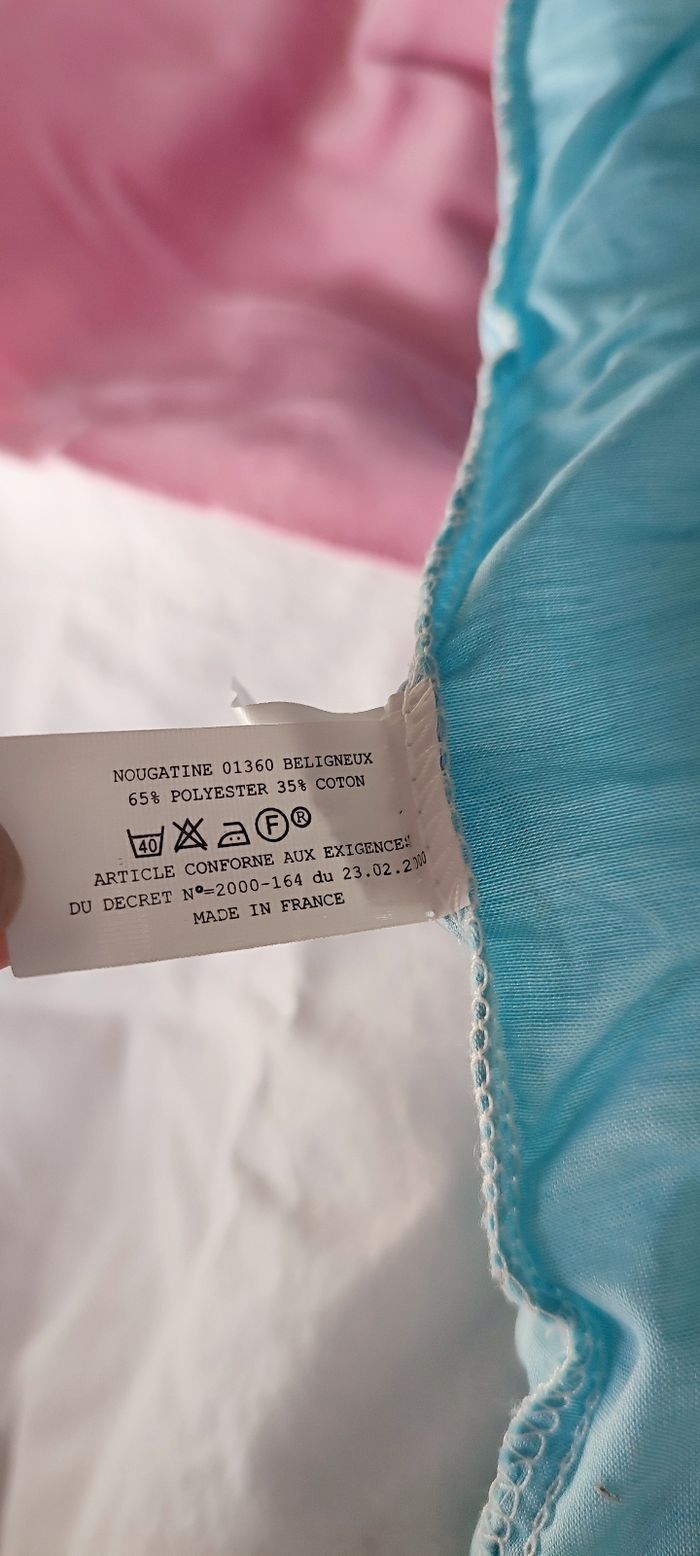 NOUGATINE 01360 BELIGNEUX
65% POLYESTER 35% COTON
40 F ®
ARTICLE CONFORNE AUX EXIGENCES
DU DECRET N°=2000-164 du 23.02.2000
MADE IN FRANCE